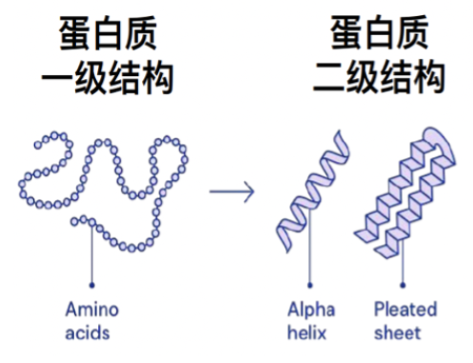 蛋白质
一级结构
蛋白质
二级结构
Amino
acids
Alpha
helix
Pleated
sheet